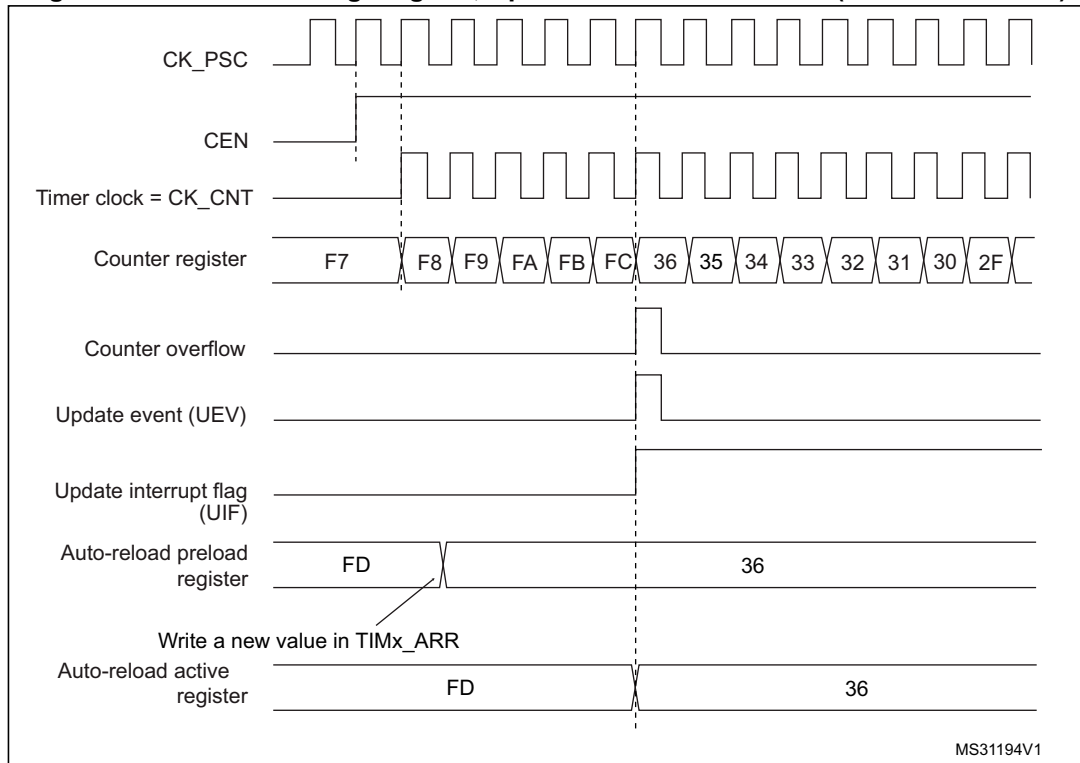 CK_PSC
CEN
Timer clock = CK_CNT
Counter register F7 F8 F9 FA FB FC 36 35 34 33 32 31 30 2F
Counter overflow
Update event (UEV)
Update interrupt flag
(UIF)
Auto-reload preload
register
FD 36
Write a new value in TIMx_ARR
Auto-reload active
register
FD 36
MS31194V1